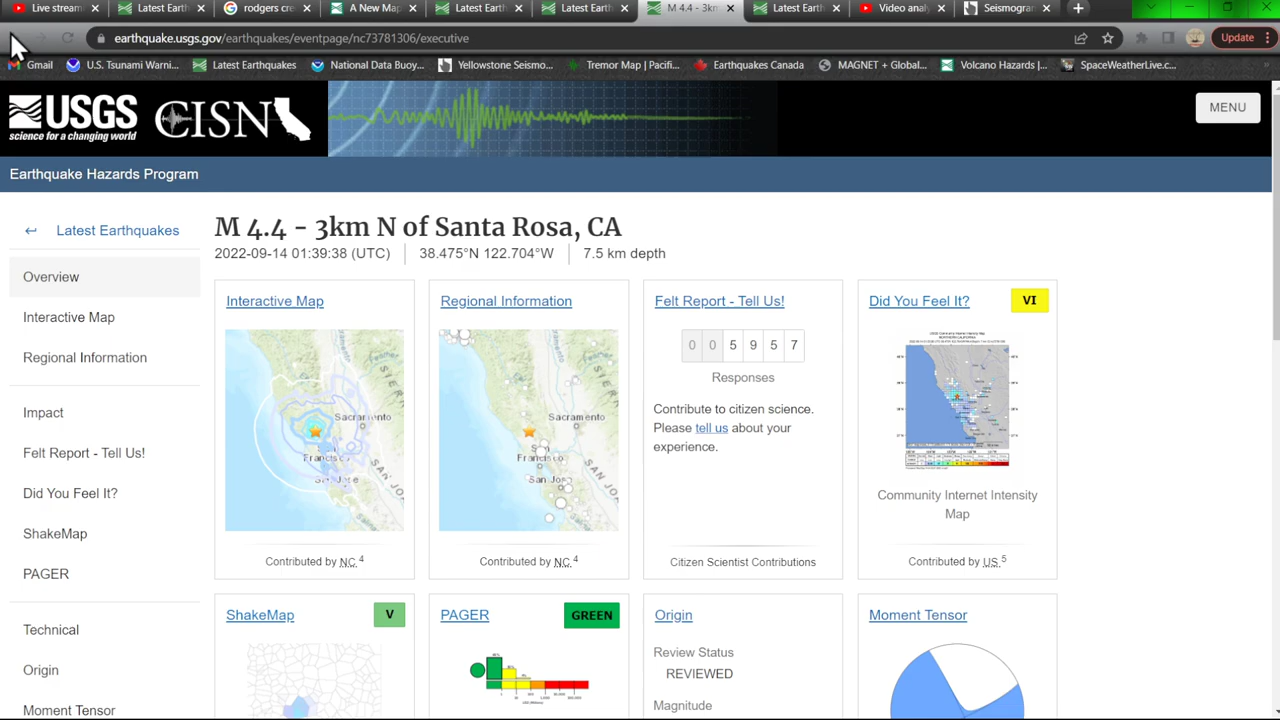 Live stream
Latest Earth
rodgers cre
A New Map
Latest Earth
Latest Earth
M 4.4 - 3km
Latest Earth
Video analy
Seismogram
earthquake.usgs.gov/earthquakes/eventpage/nc73781306/executive
Update
Gmail
U.S. Tsunami Warni...
Latest Earthquakes
National Data Buoy...
Yellowstone Seismo...
Tremor Map | Pacif...
Earthquakes Canada
MAGNET + Global...
Volcano Hazards |...
SpaceWeatherLive.c...
USGS
science for a changing world
CISN
MENU
Earthquake Hazards Program
Latest Earthquakes
Overview
Interactive Map
Regional Information
Impact
Felt Report - Tell Us!
Did You Feel It?
ShakeMap
PAGER
Technical
Origin
Moment Tensor
M 4.4 - 3km N of Santa Rosa, CA
2022-09-14 01:39:38 (UTC)
38.475°N 122.704°W
7.5 km depth
Interactive Map
Sacramento
Francisco
San Jose
Contributed by NC 4
Regional Information
Sacramento
Francisco
San Jos
Contributed by NC 4
Felt Report - Tell Us!
0 0 5 9 5 7
Responses
Contribute to citizen science.
Please tell us about your
experience.
Citizen Scientist Contributions
Did You Feel It?
VI
Community Internet Intensity
Map
Contributed by US 5
ShakeMap
V
PAGER
GREEN
Origin
Review Status
REVIEWED
Magnitude
Moment Tensor